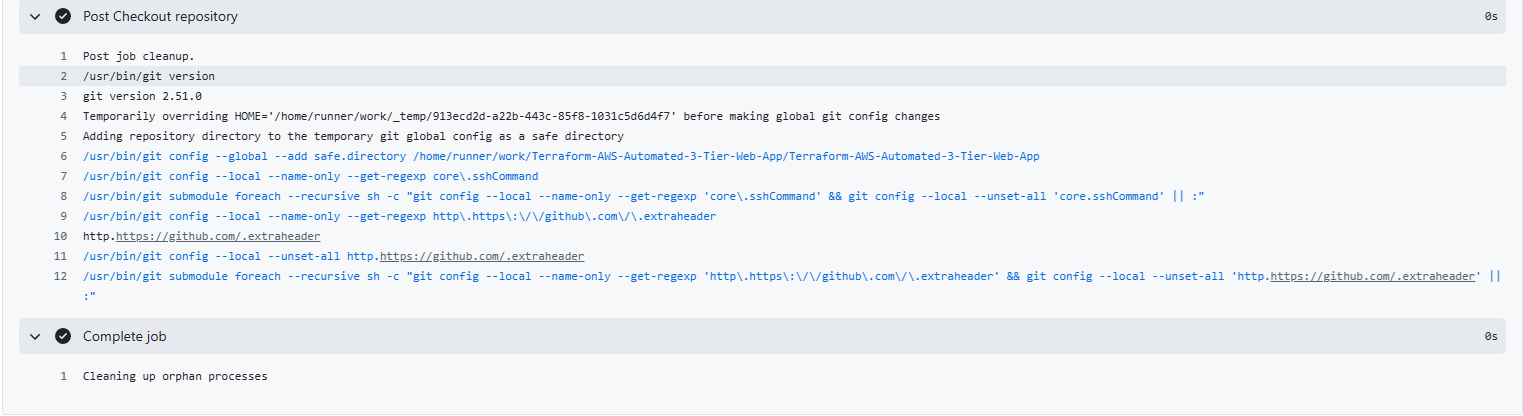 Post Checkout repository 0s
1 Post job cleanup.
2 /usr/bin/git version
3 git version 2.51.0
4 Temporarily overriding HOME='/home/runner/work/_temp/913ecd2d-a22b-443c-85f8-1031c5d6d4f7' before making global git config changes
5 Adding repository directory to the temporary git global config as a safe directory
6 /usr/bin/git config --global --add safe.directory /home/runner/work/Terraform-AWS-Automated-3-Tier-Web-App/Terraform-AWS-Automated-3-Tier-Web-App
7 /usr/bin/git config --local --name-only --get-regexp core\.sshCommand
8 /usr/bin/git submodule foreach --recursive sh -c "git config --local --name-only --get-regexp 'core\.sshCommand' && git config --local --unset-all 'core.sshCommand' || :"
9 /usr/bin/git config --local --name-only --get-regexp http\.https\:\/\/github\.com\/\.extraheader
10 http.https://github.com/.extraheader
11 /usr/bin/git config --local --unset-all http.https://github.com/.extraheader
12 /usr/bin/git submodule foreach --recursive sh -c "git config --local --name-only --get-regexp 'http\.https\:\/\/github\.com\/\.extraheader' && git config --local --unset-all 'http.https://github.com/.extraheader' ||
:"
Complete job 0s
1 Cleaning up orphan processes